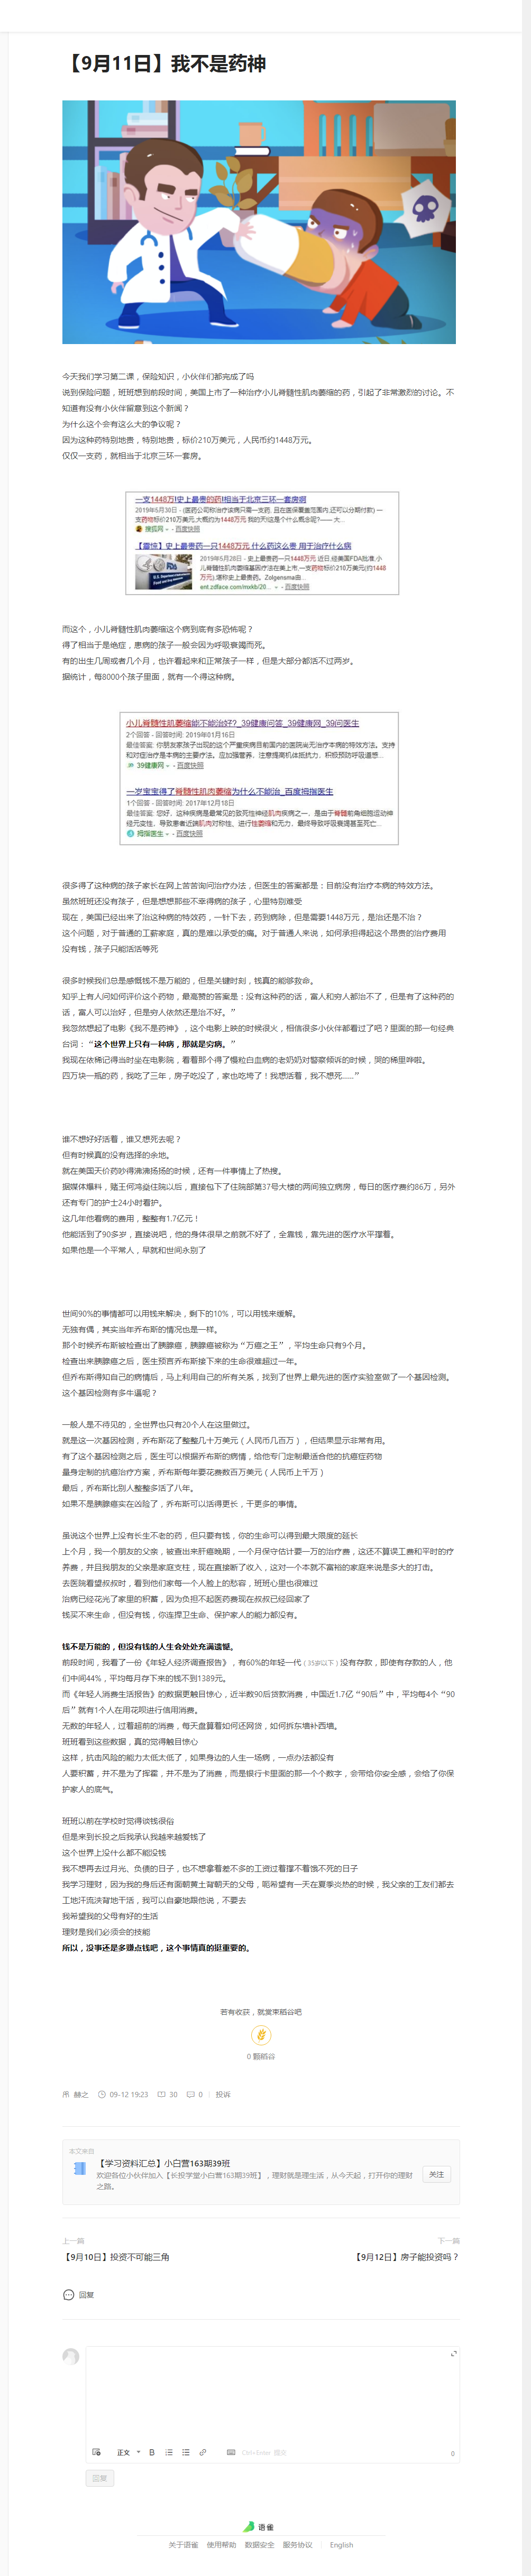 【9月11日】我不是药神
今天我们学习第二课，保险知识，小伙伴们都完成了吗
说到保险问题，班班想到前段时间，美国上市了一种治疗小儿脊髓性肌肉萎缩的药，引起了非常激烈的讨论。不
知道有没有小伙伴留意到这个新闻？
为什么这个会有这么大的争议呢？
因为这种药特别地贵，特别地贵，标价210万美元，人民币约1448万元。
仅仅一支药，就相当于北京三环一套房。
一支1448万!史上最贵的药!相当于北京三环一套房啊
2019年5月30日 - (医药公司称治疗该病只需一支药, 且在医保覆盖范围内,还可以分期付款) 一
支药物标价210万美元,大概约为1448万元 我的天!这是个什么概念呢?—— 大...
搜狐网 - 百度快照
【震惊】史上最贵药一只1448万元 什么药这么贵 用于治疗什么病
2019年5月28日 - 史上最贵药一只1448万元 近日,经美国FDA批准,小
儿脊髓性肌肉萎缩基因疗法在美上市,一支药物标价210万美元(约1448
万元),堪称史上最贵药。Zolgensma由...
ent.zdface.com/mxkb/20... - 百度快照
而这个，小儿脊髓性肌肉萎缩这个病到底有多恐怖呢？
得了相当于是绝症，患病的孩子一般会因为呼吸衰竭而死。
有的出生几周或者几个月，也许看起来和正常孩子一样，但是大部分都活不过两岁。
据统计，每8000个孩子里面，就有一个得这种病。
小儿脊髓性肌萎缩能不能治好?_39健康问答_39健康网_39问医生
2个回答 - 回答时间: 2019年01月16日
最佳答案: 你朋友家孩子出现的这个严重疾病目前国内的医院尚无治疗本病的特效方法。支持
和对症治疗是本病的主要疗法。应加强营养、注意提高机体抵抗力、积极预防呼吸道感...
39健康网 - 百度快照
一岁宝宝得了脊髓性肌萎缩为什么不能治_百度拇指医生
1个回答 - 回答时间: 2017年12月18日
最佳答案: 您好，这种疾病是最常见的致死性神经肌肉疾病之一，是由于脊髓前角细胞运动神
经元变性，导致患者近端肌肉对称性、进行性萎缩和无力，最终导致呼吸衰竭甚至死亡...
拇指医生 - 百度快照
很多得了这种病的孩子家长在网上苦苦询问治疗办法，但医生的答案都是：目前没有治疗本病的特效方法。
虽然班班还没有孩子，但是想想那些不幸得病的孩子，心里特别难受
现在，美国已经出来了治这种病的特效药，一针下去，药到病除，但是需要1448万元，是治还是不治？
这个问题，对于普通的工薪家庭，真的是难以承受的痛。对于普通人来说，如何承担得起这个昂贵的治疗费用
没有钱，孩子只能活活等死
很多时候我们总是感慨钱不是万能的，但是关键时刻，钱真的能够救命。
知乎上有人问如何评价这个药物，最高赞的答案是：没有这种药的话，富人和穷人都治不了，但是有了这种药的
话，富人可以治好，但是穷人依然还是治不好。”
我忽然想起了电影《我不是药神》，这个电影上映的时候很火，相信很多小伙伴都看过了吧？里面的那一句经典
台词：“这个世界上只有一种病，那就是穷病。”
我现在依稀记得当时坐在电影院，看着那个得了慢粒白血病的老奶奶对警察倾诉的时候，哭的稀里哗啦。
四万块一瓶的药，我吃了三年，房子吃没了，家也吃垮了！我想活着，我不想死......”
谁不想好好活着，谁又想死去呢？
但有时候真的没有选择的余地。
就在美国天价药吵得沸沸扬扬的时候，还有一件事情上了热搜。
据媒体爆料，赌王何鸿燊住院以后，直接包下了住院部第37号大楼的两间独立病房，每日的医疗费约86万，另外
还有专门的护士24小时看护。
这几年他看病的费用，整整有1.7亿元！
他能活到了90多岁，直接说吧，他的身体很早之前就不好了，全靠钱，靠先进的医疗水平撑着。
如果他是一个平常人，早就和世间永别了
世间90%的事情都可以用钱来解决，剩下的10%，可以用钱来缓解。
无独有偶，其实当年乔布斯的情况也是一样。
那个时候乔布斯被检查出了胰腺癌，胰腺癌被称为“万癌之王”，平均生命只有9个月。
检查出来胰腺癌之后，医生预言乔布斯接下来的生命很难超过一年。
但乔布斯得知自己的病情后，马上利用自己的所有关系，找到了世界上最先进的医疗实验室做了一个基因检测。
这个基因检测有多牛逼呢？
一般人是不待见的，全世界也只有20个人在这里做过。
就是这一次基因检测，乔布斯花了整整几十万美元（人民币几百万），但结果显示非常有用。
有了这个基因检测之后，医生可以根据乔布斯的病情，给他专门定制最适合他的抗癌症药物
量身定制的抗癌治疗方案，乔布斯每年要花费数百万美元（人民币上千万）
最后，乔布斯比别人整整多活了八年。
如果不是胰腺癌实在凶险了，乔布斯可以活得更长，干更多的事情。
虽说这个世界上没有长生不老的药，但只要有钱，你的生命可以得到最大限度的延长
上个月，我一个朋友的父亲，被查出来肝癌晚期，一个月保守估计要一万的治疗费，这还不算误工费和平时的疗
养费，并且我朋友的父亲是家庭支柱，现在直接断了收入，这对一个本就不富裕的家庭来说是多大的打击。
去医院看望叔叔时，看到他们家每一个人脸上的愁容，班班心里也很难过
治病已经花光了家里的积蓄，因为负担不起医药费现在叔叔已经回家了
钱买不来生命，但没有钱，你连捍卫生命、保护家人的能力都没有。
钱不是万能的，但没有钱的人生会处处充满遗憾。
前段时间，我看了一份《年轻人经济调查报告》，有60%的年轻一代（35岁以下）没有存款，即使有存款的人，他
们中间44%，平均每月存下来的钱不到1389元。
而《年轻人消费生活报告》的数据更触目惊心，近半数90后贷款消费，中国近1.7亿“90后”中，平均每4个“90
后”就有1个人在用花呗进行信用消费。
无数的年轻人，过着超前的消费，每天盘算着如何还网贷，如何拆东墙补西墙。
班班看到这些数据，真的觉得触目惊心
这样，抗击风险的能力太低太低了，如果身边的人生一场病，一点办法都没有
人要积蓄，并不是为了挥霍，并不是为了消费，而是银行卡里面的那一个个数字，会带给你安全感，会给了你保
护家人的底气。
班班以前在学校时觉得谈钱很俗
但是来到长投之后我承认我越来越爱钱了
这个世界上没什么都不能没钱
我不想再去过月光、负债的日子，也不想拿着差不多的工资过着撑不着饿不死的日子
我学习理财，因为我的身后还有面朝黄土背朝天的父母，呃希望有一天在夏季炎热的时候，我父亲的工友们都去
工地汗流浃背地干活，我可以自豪地跟他说，不要去
我希望我的父母有好的生活
理财是我们必须会的技能
所以，没事还是多赚点钱吧，这个事情真的挺重要的。
若有收获，就赏束稻谷吧
0 颗稻谷
赫之 09-12 19:23 30 0 投诉
本文来自
【学习资料汇总】小白营163期39班
欢迎各位小伙伴加入【长投学堂小白营163期39班】，理财就是理生活，从今天起，打开你的理财
之路。
关注
上一篇 下一篇
【9月10日】投资不可能三角 【9月12日】房子能投资吗？
回复
正文 B Ctrl+Enter 提交 0
回复
语雀
关于语雀 使用帮助 数据安全 服务协议 English